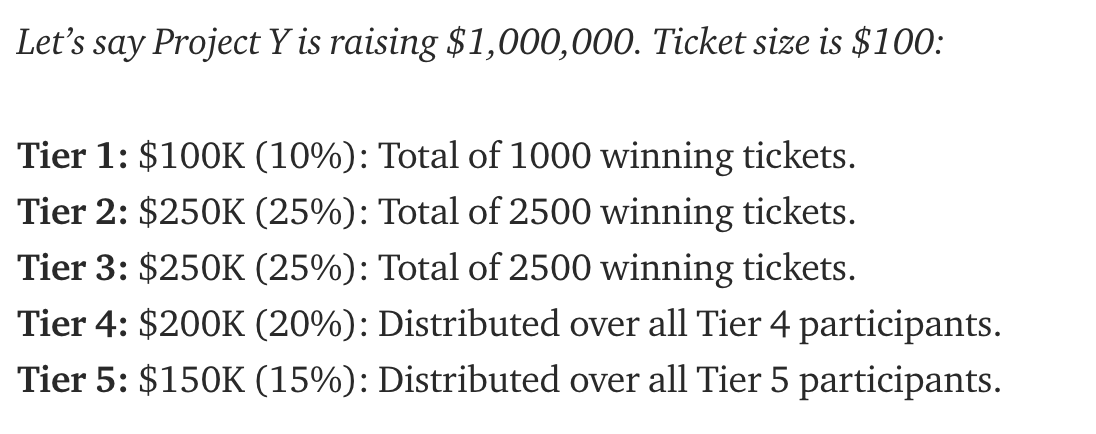 Let’s say Project Y is raising $1,000,000. Ticket size is $100:
Tier 1: $100K (10%): Total of 1000 winning tickets.
Tier 2: $250K (25%): Total of 2500 winning tickets.
Tier 3: $250K (25%): Total of 2500 winning tickets.
Tier 4: $200K (20%): Distributed over all Tier 4 participants.
Tier 5: $150K (15%): Distributed over all Tier 5 participants.